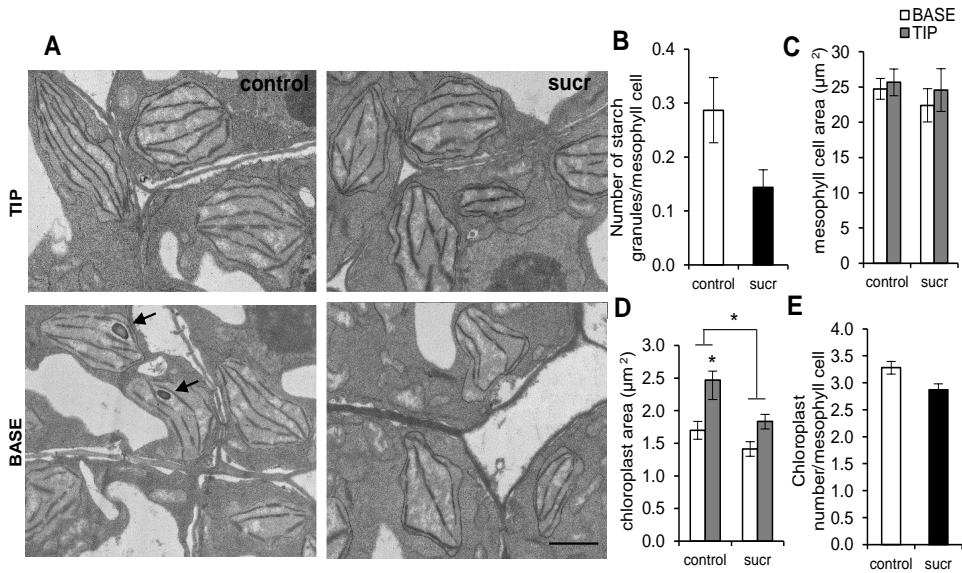 A
control
sucr
TIP
BASE
B
Number of starch
granules/mesophyll cell
0.4
0.3
0.2
0.1
0.0
control
sucr
C
BASE
TIP
mesophyll cell area (µm²)
30
25
20
15
10
5
0
control
sucr
D
chloroplast area (µm²)
3.0
2.5
2.0
1.5
1.0
0.5
0.0
*
*
control
sucr
E
Chloroplast
number/mesophyll cell
4.0
3.5
3.0
2.5
2.0
1.5
1.0
0.5
0.0
control
sucr